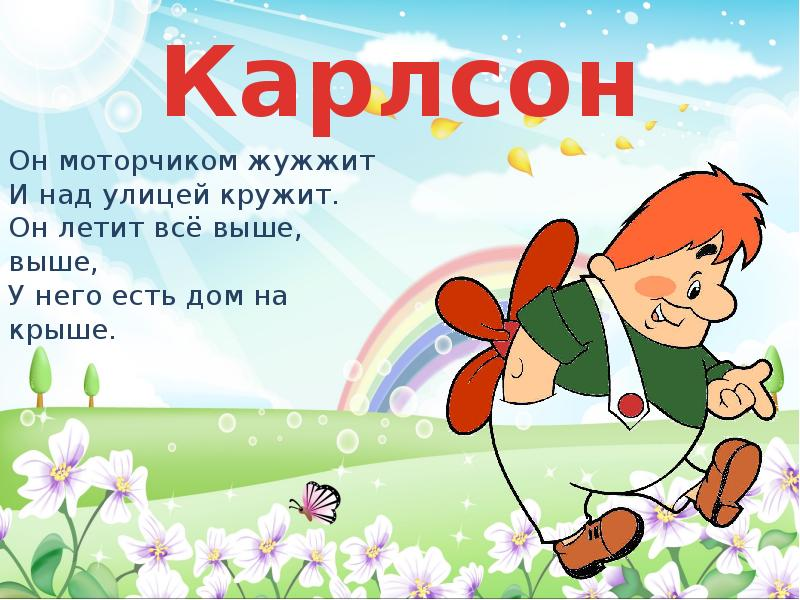 Карлсон
Он моторчиком жужжит
И над улицей кружит.
Он летит всё выше,
выше,
У него есть дом на
крыше.